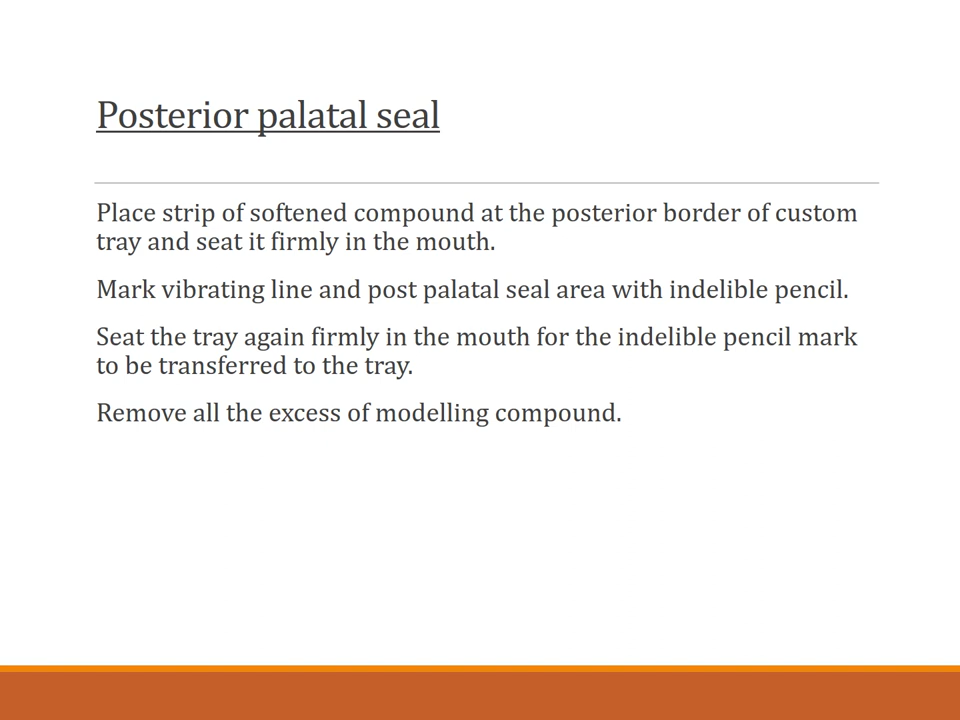 Posterior palatal seal
Place strip of softened compound at the posterior border of custom
tray and seat it firmly in the mouth.
Mark vibrating line and post palatal seal area with indelible pencil.
Seat the tray again firmly in the mouth for the indelible pencil mark
to be transferred to the tray.
Remove all the excess of modelling compound.